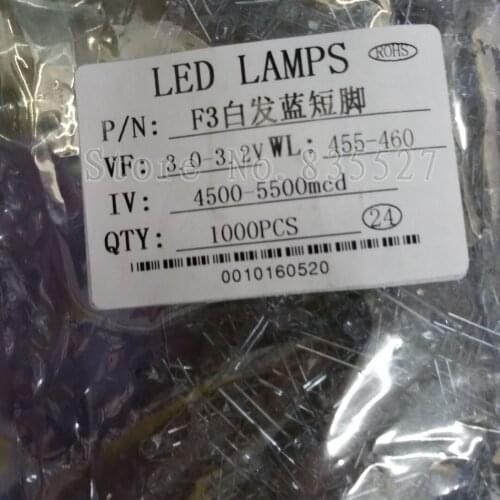 LED LAMPS
ROHS
P/N: F3白发蓝短脚
VF: 3.0-3.2V WL: 455-460
Store No. 835527
IV: 4500-5500mcd
QTY: 1000PCS 24
0010160520